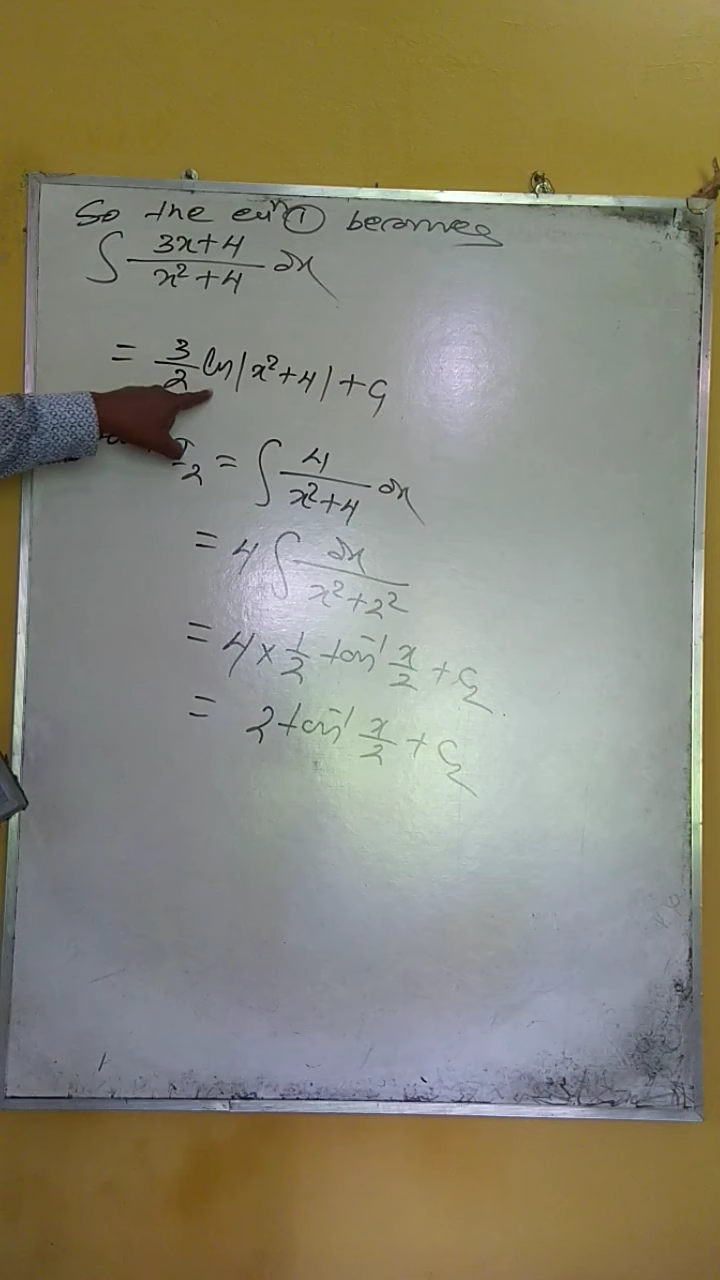 So the eqn ① becomes
∫ 3x+4 / x²+4 dx
= 3/2 ln|x²+4| + C₁
I₂ = ∫ 4 / x²+4 dx
= 4 ∫ dx / x²+2²
= 4 × 1/2 tan⁻¹ x/2 + C₂
= 2 tan⁻¹ x/2 + C₂